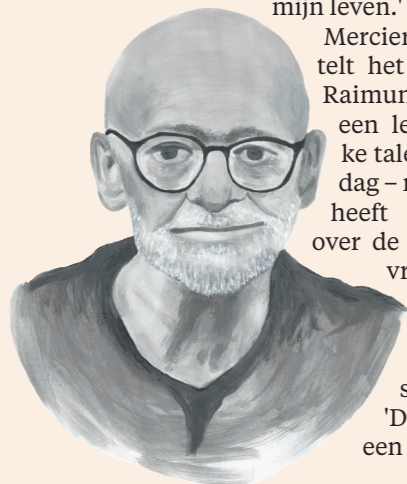 mijn leven.'
Mercier
telt het
Raimun
een le
ke tale
dag – r
heeft
over de
vr
s
'D
een